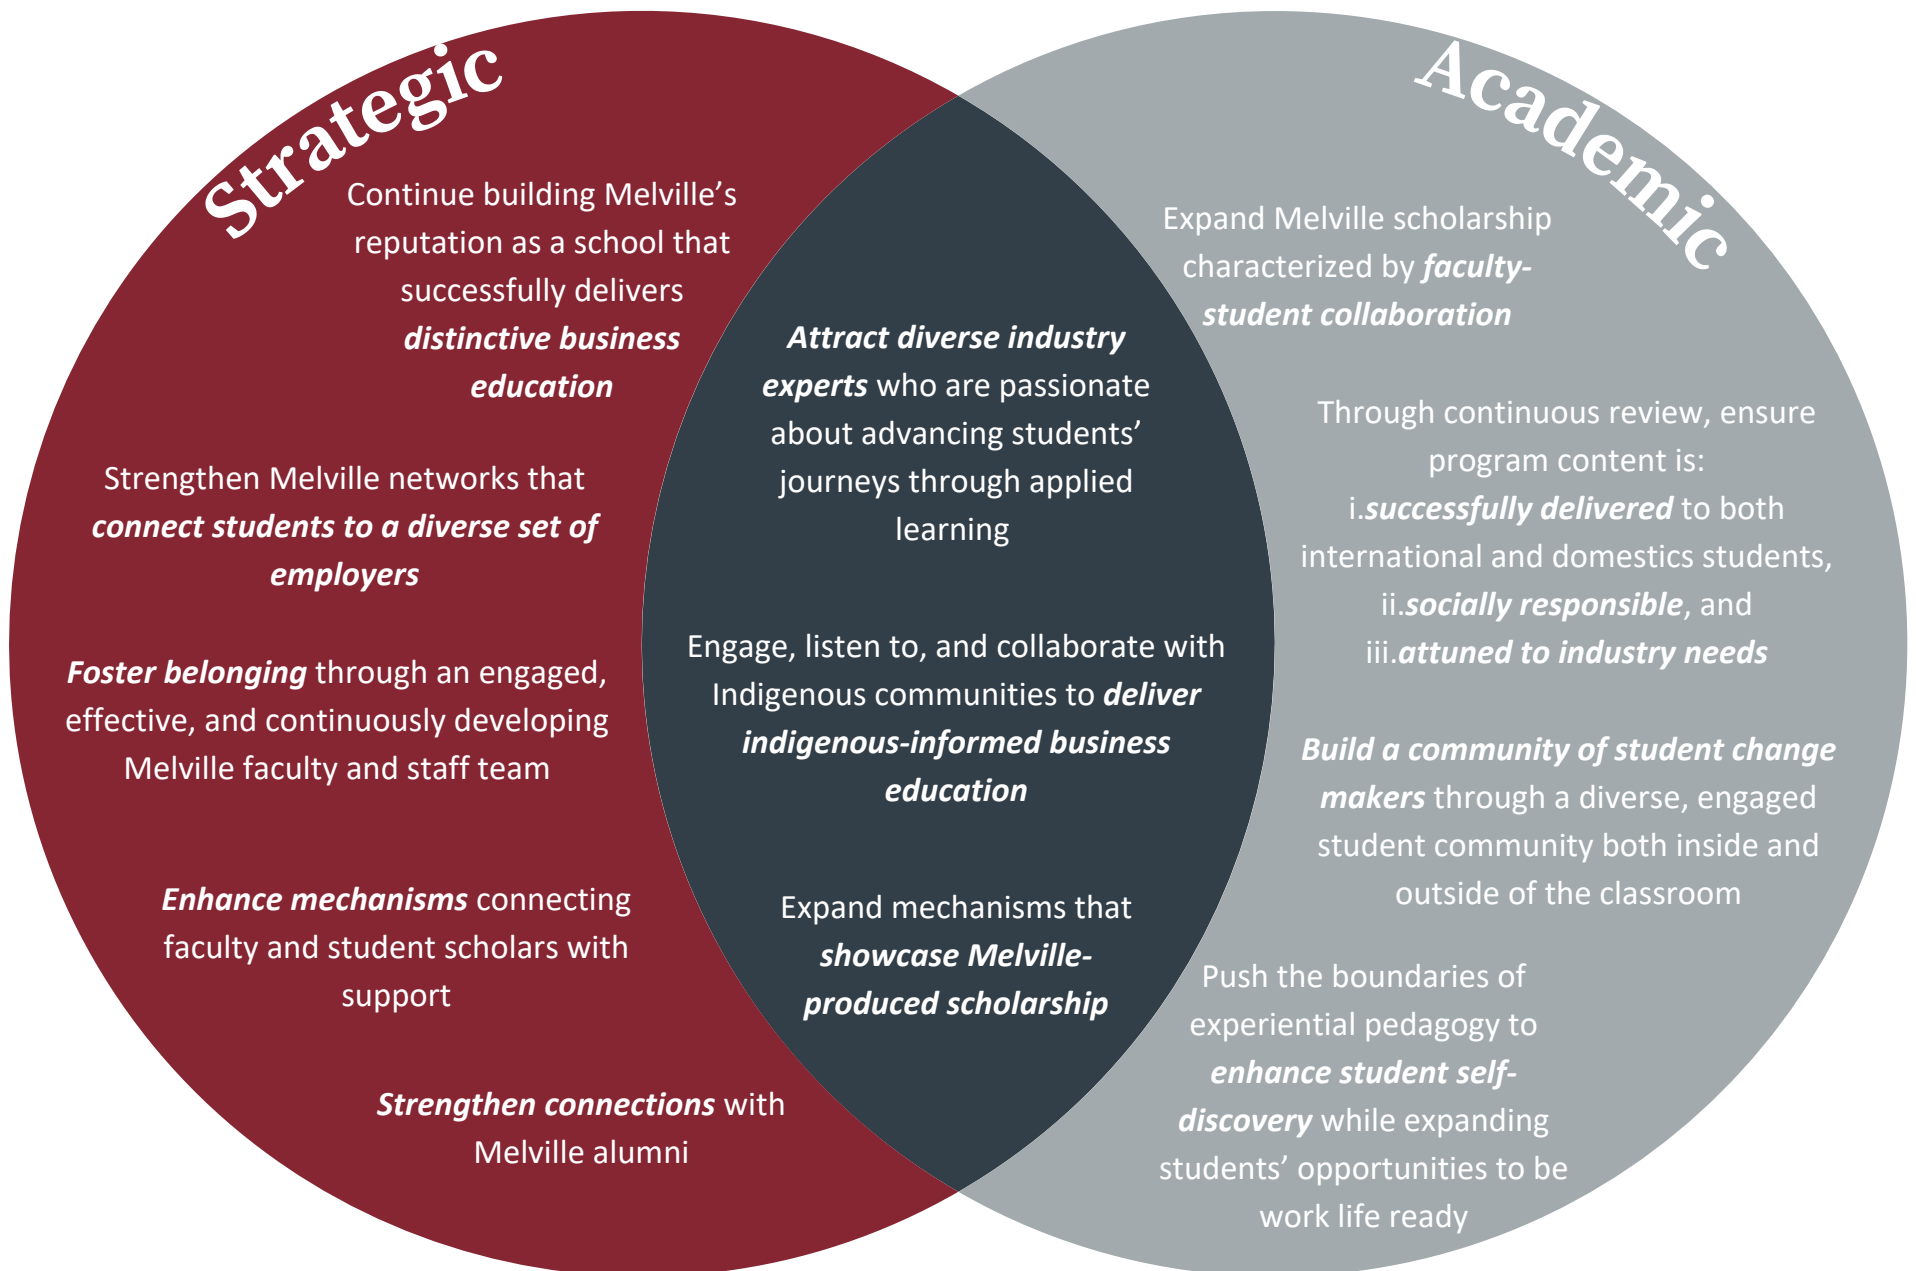 Strategic
Continue building Melville’s
reputation as a school that
successfully delivers
distinctive business
education
Strengthen Melville networks that
connect students to a diverse set of
employers
Foster belonging through an engaged,
effective, and continuously developing
Melville faculty and staff team
Enhance mechanisms connecting
faculty and student scholars with
support
Strengthen connections with
Melville alumni
Attract diverse industry
experts who are passionate
about advancing students’
journeys through applied
learning
Engage, listen to, and collaborate with
Indigenous communities to deliver
indigenous-informed business
education
Expand mechanisms that
showcase Melville-
produced scholarship
Academic
Expand Melville scholarship
characterized by faculty-
student collaboration
Through continuous review, ensure
program content is:
i.successfully delivered to both
international and domestics students,
ii.socially responsible, and
iii.attuned to industry needs
Build a community of student change
makers through a diverse, engaged
student community both inside and
outside of the classroom
Push the boundaries of
experiential pedagogy to
enhance student self-
discovery while expanding
students’ opportunities to be
work life ready